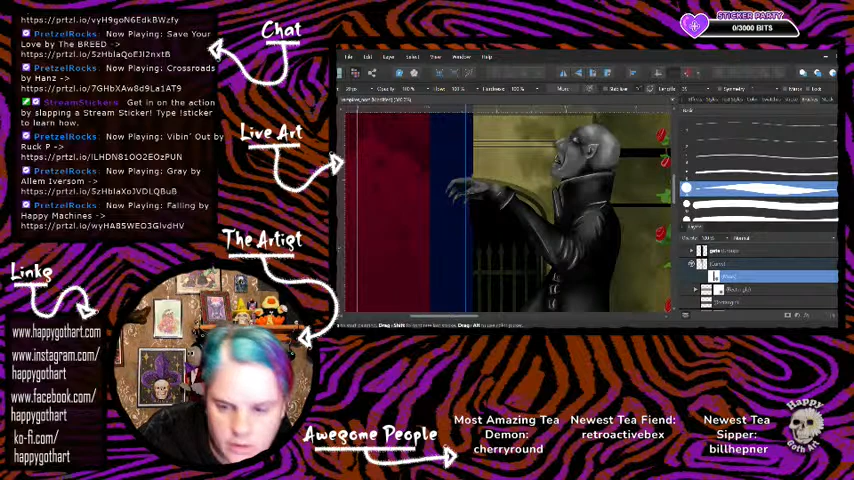 https://prtzl.io/vyH9goN6EdkBWzfy
PretzelRocks: Now Playing: Save Your
Love by The BREED ->
https://prtzl.io/5zHblaQoEJl2nxtB
PretzelRocks: Now Playing: Crossroads
by Hanz ->
https://prtzl.io/7GHbXAw8d9La1AT9
StreamStickers: Get in on the action
by slapping a Stream Sticker! Type !sticker
to learn how.
PretzelRocks: Now Playing: Vibin' Out by
Ruck P ->
https://prtzl.io/lLHDN81OO2EOzPUN
PretzelRocks: Now Playing: Gray by
Allem Iversom ->
https://prtzl.io/5zHblaXoJVDLQBuB
PretzelRocks: Now Playing: Falling by
Happy Machines ->
https://prtzl.io/wyHA85WEO3GlvdHV
Chat
Live Art
The Artist
Links
www.happygothart.com
www.instagram.com/
happygothart
www.facebook.com/
happygothart
ko-fi.com/
happygothart
STICKER PARTY
0/3000 BITS
Awesome People
Most Amazing Tea
Demon:
cherryround
Newest Tea Fiend:
retroactivebex
Newest Tea
Sipper:
billhepner
Happy
Goth Art